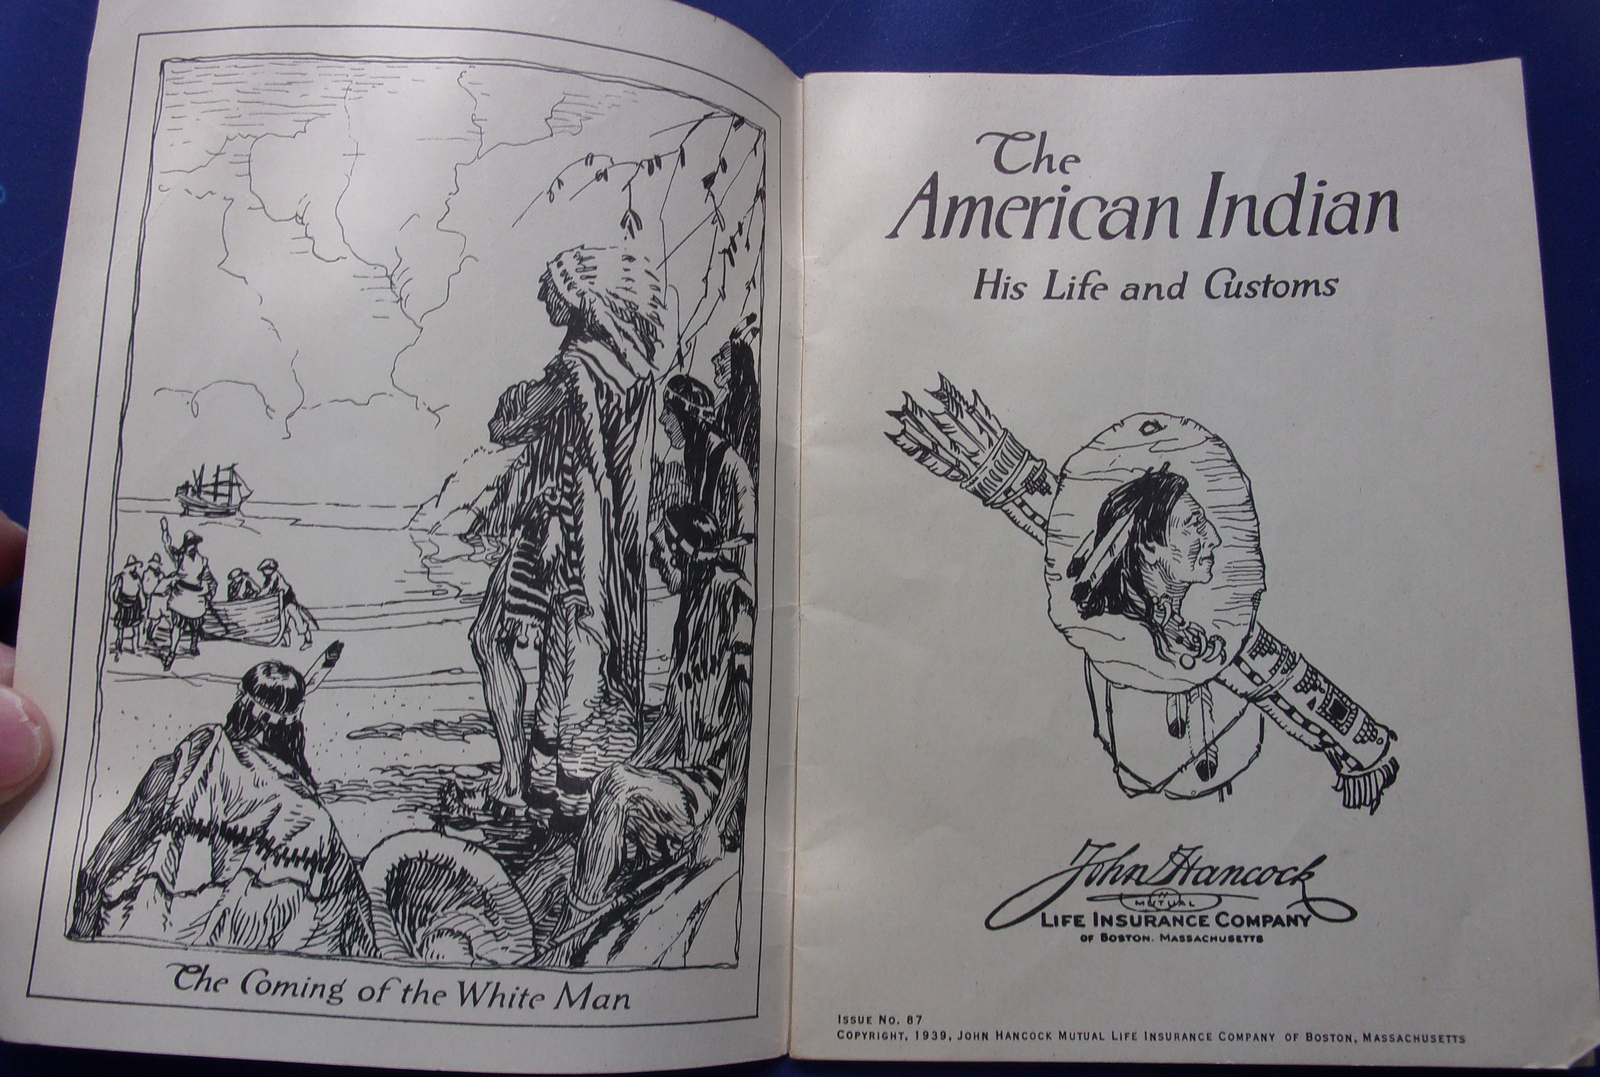 The Coming of the White Man
The
American Indian
His Life and Customs
John Hancock
MUTUAL
LIFE INSURANCE COMPANY
OF BOSTON, MASSACHUSETTS
ISSUE NO. 87
COPYRIGHT, 1939, JOHN HANCOCK MUTUAL LIFE INSURANCE COMPANY OF BOSTON, MASSACHUSETTS